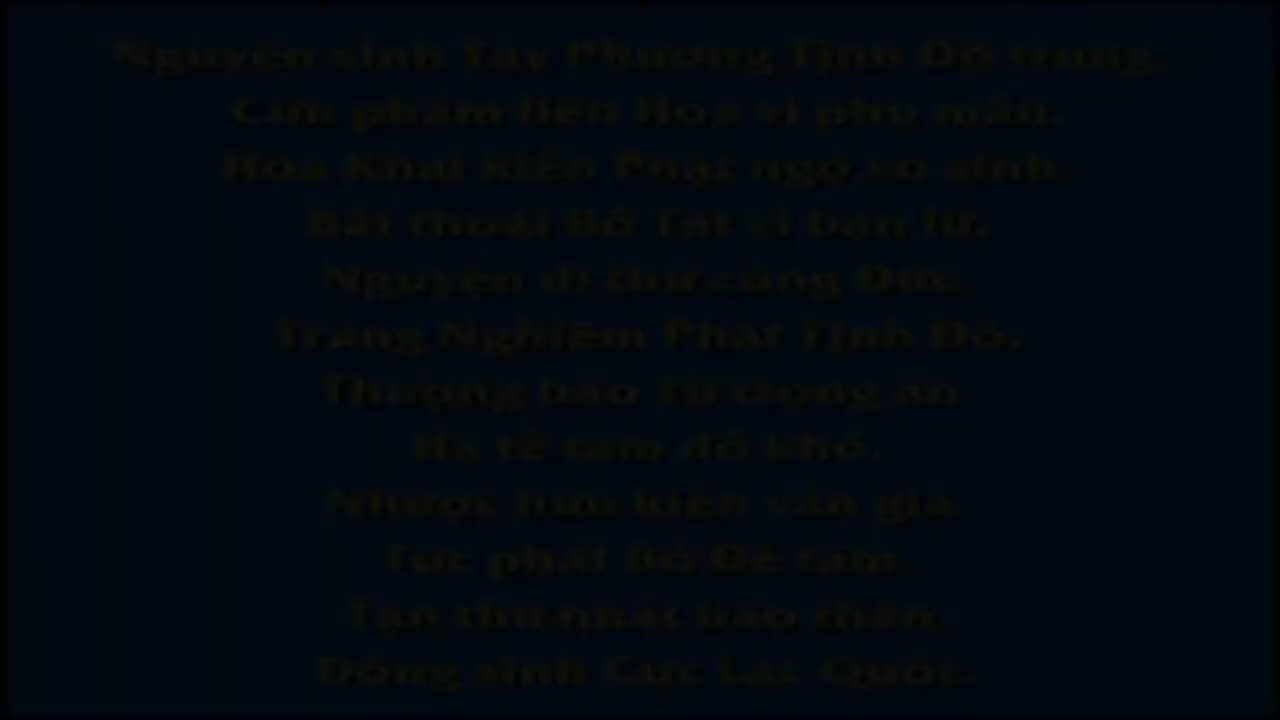 Nguyện sinh Tây Phương Tịnh Độ trung.
Cửu phẩm liên Hoa vi phụ mẫu.
Hoa Khai kiến Phật ngộ vô sinh
Bất thoái Bồ Tát vi bạn lữ.
Nguyện dĩ thử công Đức.
Trang Nghiêm Phật Tịnh Độ.
Thượng báo Tứ trọng ân
Hạ tế tam đồ khổ.
Nhược hữu kiến văn giả
Tức phát Bồ Đề tâm.
Tận thử nhất báo thân.
Đồng sinh Cực Lạc Quốc.